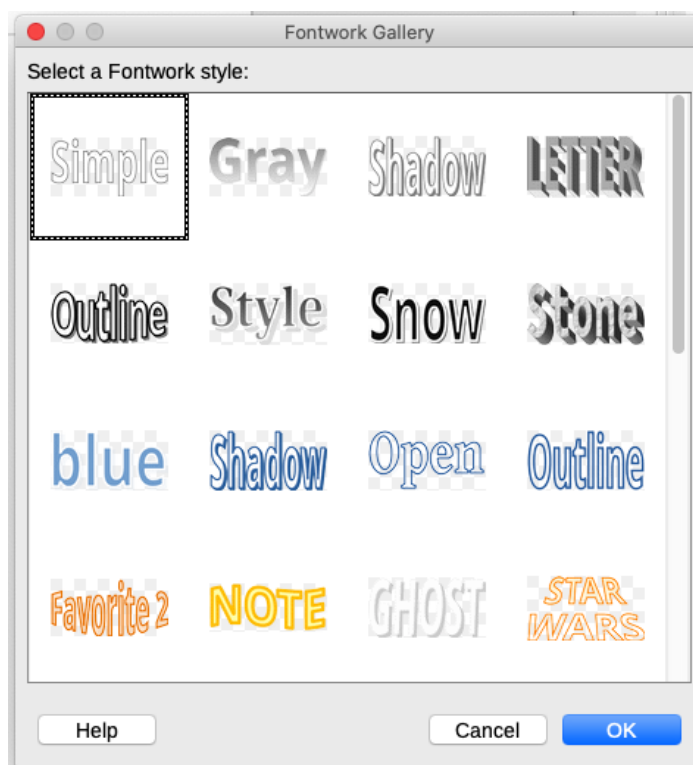 Fontwork Gallery
Select a Fontwork style:
Simple Gray Shadow LETTER
Outline Style Snow Stone
blue Shadow Open Outline
Favorite 2 NOTE GHOST STAR WARS
Help Cancel OK